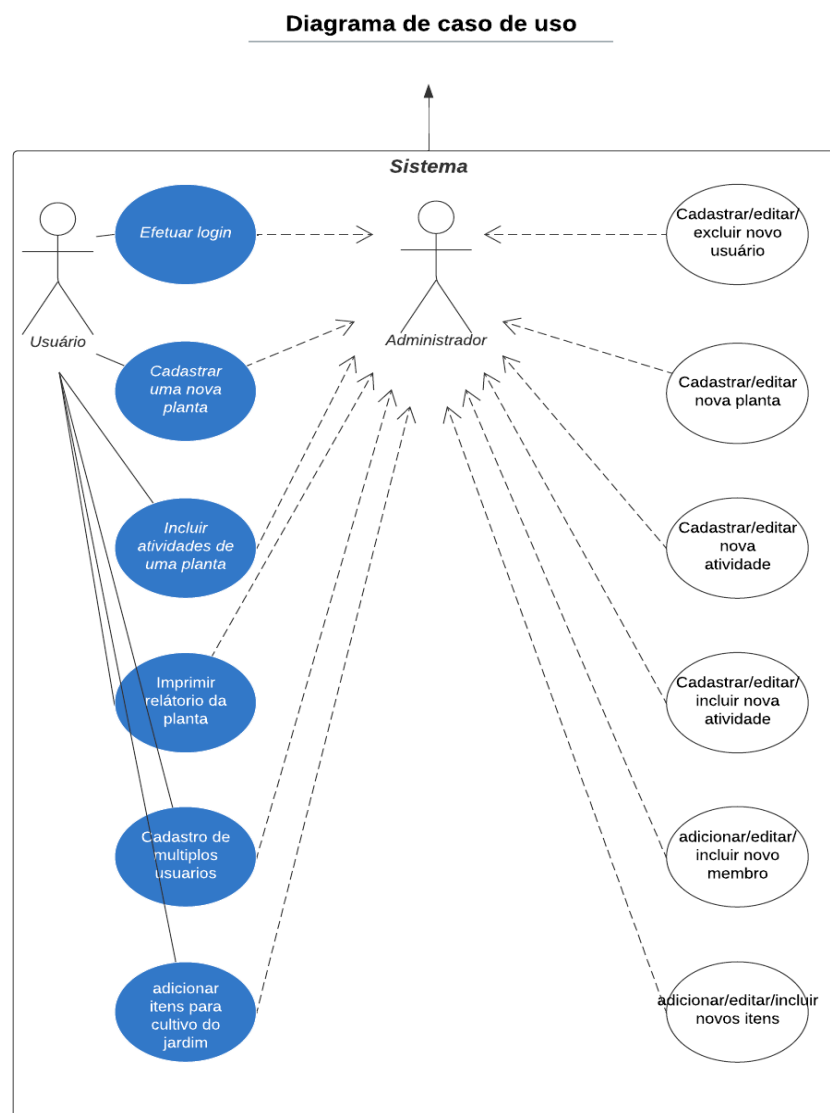 Diagrama de caso de uso
Sistema
Usuário
Administrador
Efetuar login
Cadastrar
uma nova
planta
Incluir
atividades de
uma planta
Imprimir
relátorio da
planta
Cadastro de
multiplos
usuarios
adicionar
itens para
cultivo do
jardim
Cadastrar/editar/
excluir novo
usuário
Cadastrar/editar
nova planta
Cadastrar/editar
nova
atividade
Cadastrar/editar/
incluir nova
atividade
adicionar/editar/
incluir novo
membro
adicionar/editar/incluir
novos itens